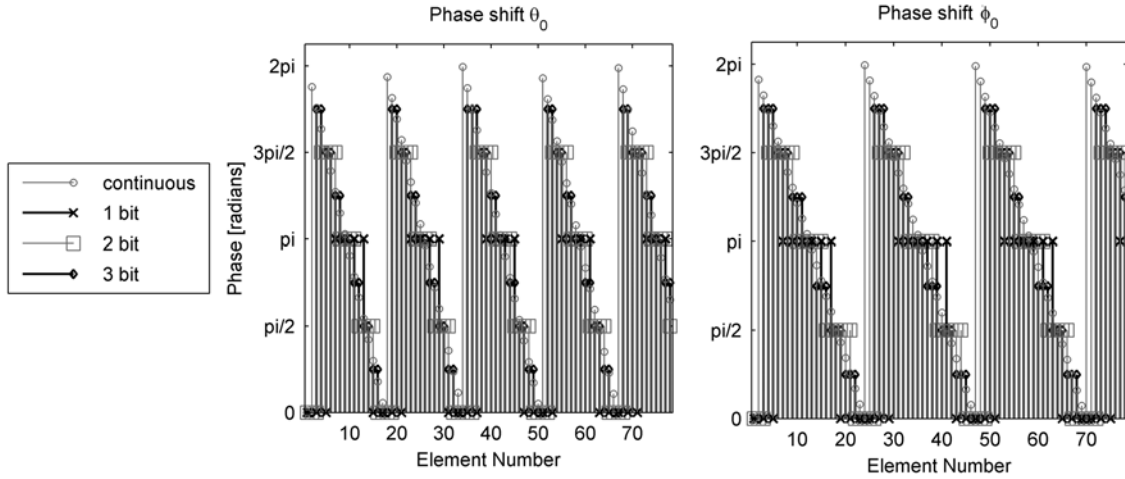 continuous
1 bit
2 bit
3 bit
Phase shift θ0
Phase [radians]
2pi
3pi/2
pi
pi/2
0
10 20 30 40 50 60 70
Element Number
Phase shift ϕ0
2pi
3pi/2
pi
pi/2
0
10 20 30 40 50 60 70
Element Number